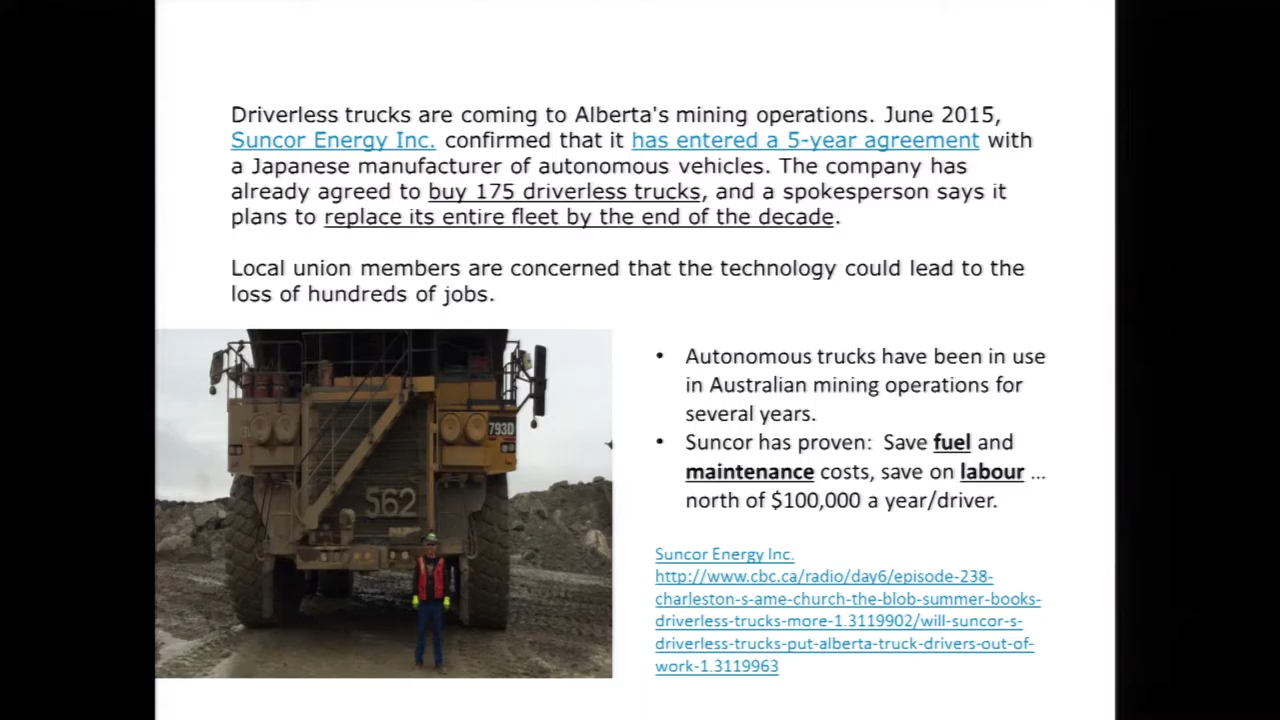 Driverless trucks are coming to Alberta's mining operations. June 2015,
Suncor Energy Inc. confirmed that it has entered a 5-year agreement with
a Japanese manufacturer of autonomous vehicles. The company has
already agreed to buy 175 driverless trucks, and a spokesperson says it
plans to replace its entire fleet by the end of the decade.
Local union members are concerned that the technology could lead to the
loss of hundreds of jobs.
793D
562
• Autonomous trucks have been in use
in Australian mining operations for
several years.
• Suncor has proven: Save fuel and
maintenance costs, save on labour ...
north of $100,000 a year/driver.
Suncor Energy Inc.
http://www.cbc.ca/radio/day6/episode-238-
charleston-s-ame-church-the-blob-summer-books-
driverless-trucks-more-1.3119902/will-suncor-s-
driverless-trucks-put-alberta-truck-drivers-out-of-
work-1.3119963